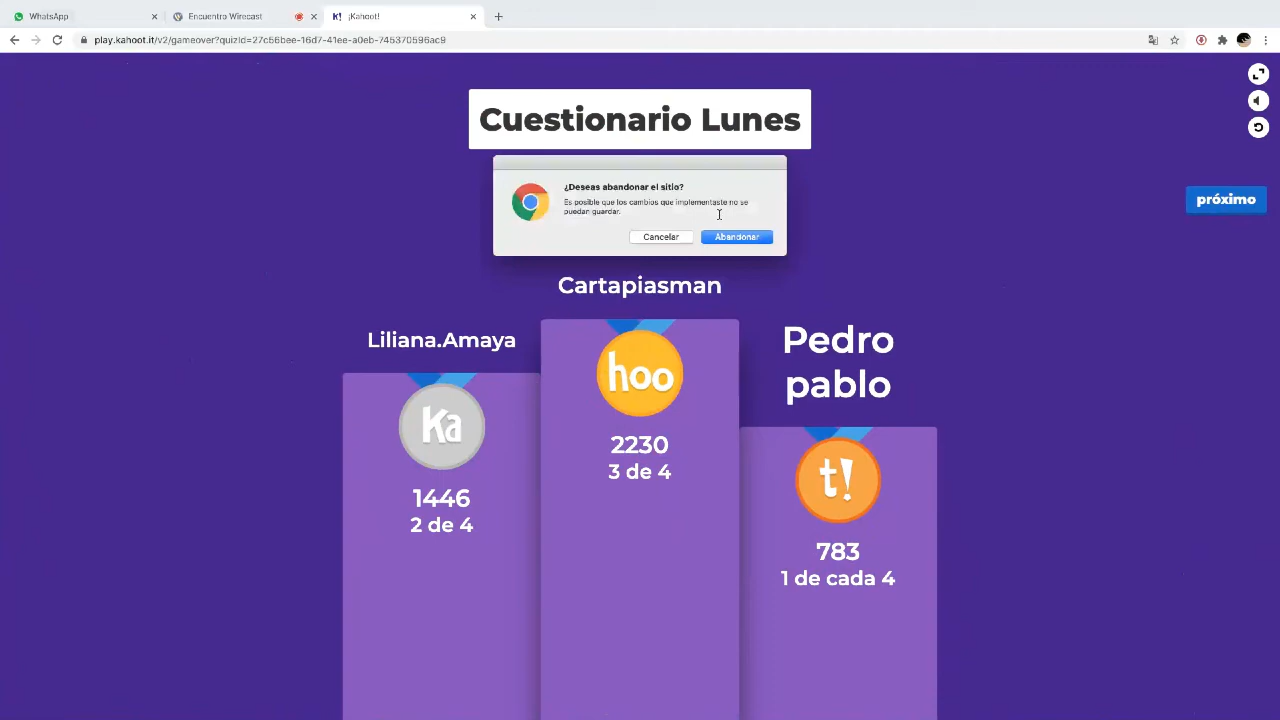 WhatsApp
Encuentro Wirecast
K! ¡Kahoot!
play.kahoot.it/v2/gameover?quizId=27c56bee-16d7-41ee-a0eb-745370596ac9
Cuestionario Lunes
¿Deseas abandonar el sitio?
Es posible que los cambios que implementaste no se
puedan guardar.
Cancelar
Abandonar
próximo
Cartapiasman
Liliana.Amaya
Pedro
pablo
hoo
2230
3 de 4
Ka
1446
2 de 4
t!
783
1 de cada 4